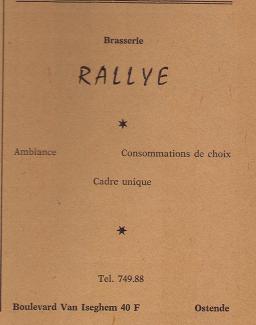 Brasserie
RALLYE
Ambiance Consommations de choix
Cadre unique
Tel. 749.88
Boulevard Van Iseghem 40 F Ostende